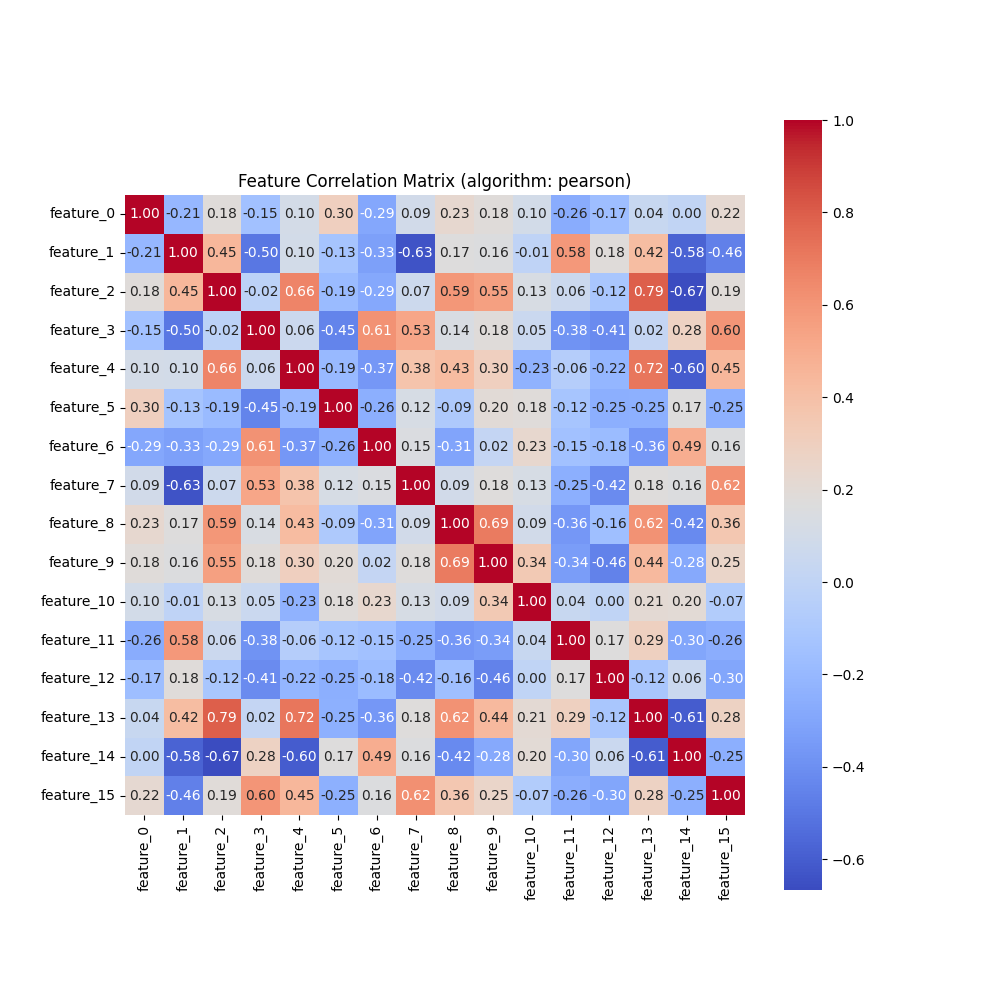 Feature Correlation Matrix (algorithm: pearson)
feature_0 1.00 -0.21 0.18 -0.15 0.10 0.30 -0.29 0.09 0.23 0.18 0.10 -0.26 -0.17 0.04 0.00 0.22
feature_1 -0.21 1.00 0.45 -0.50 0.10 -0.13 -0.33 -0.63 0.17 0.16 -0.01 0.58 0.18 0.42 -0.58 -0.46
feature_2 0.18 0.45 1.00 -0.02 0.66 -0.19 -0.29 0.07 0.59 0.55 0.13 0.06 -0.12 0.79 -0.67 0.19
feature_3 -0.15 -0.50 -0.02 1.00 0.06 -0.45 0.61 0.53 0.14 0.18 0.05 -0.38 -0.41 0.02 0.28 0.60
feature_4 0.10 0.10 0.66 0.06 1.00 -0.19 -0.37 0.38 0.43 0.30 -0.23 -0.06 -0.22 0.72 -0.60 0.45
feature_5 0.30 -0.13 -0.19 -0.45 -0.19 1.00 -0.26 0.12 -0.09 0.20 0.18 -0.12 -0.25 -0.25 0.17 -0.25
feature_6 -0.29 -0.33 -0.29 0.61 -0.37 -0.26 1.00 0.15 -0.31 0.02 0.23 -0.15 -0.18 -0.36 0.49 0.16
feature_7 0.09 -0.63 0.07 0.53 0.38 0.12 0.15 1.00 0.09 0.18 0.13 -0.25 -0.42 0.18 0.16 0.62
feature_8 0.23 0.17 0.59 0.14 0.43 -0.09 -0.31 0.09 1.00 0.69 0.09 -0.36 -0.16 0.62 -0.42 0.36
feature_9 0.18 0.16 0.55 0.18 0.30 0.20 0.02 0.18 0.69 1.00 0.34 -0.34 -0.46 0.44 -0.28 0.25
feature_10 0.10 -0.01 0.13 0.05 -0.23 0.18 0.23 0.13 0.09 0.34 1.00 0.04 0.00 0.21 0.20 -0.07
feature_11 -0.26 0.58 0.06 -0.38 -0.06 -0.12 -0.15 -0.25 -0.36 -0.34 0.04 1.00 0.17 0.29 -0.30 -0.26
feature_12 -0.17 0.18 -0.12 -0.41 -0.22 -0.25 -0.18 -0.42 -0.16 -0.46 0.00 0.17 1.00 -0.12 0.06 -0.30
feature_13 0.04 0.42 0.79 0.02 0.72 -0.25 -0.36 0.18 0.62 0.44 0.21 0.29 -0.12 1.00 -0.61 0.28
feature_14 0.00 -0.58 -0.67 0.28 -0.60 0.17 0.49 0.16 -0.42 -0.28 0.20 -0.30 0.06 -0.61 1.00 -0.25
feature_15 0.22 -0.46 0.19 0.60 0.45 -0.25 0.16 0.62 0.36 0.25 -0.07 -0.26 -0.30 0.28 -0.25 1.00
feature_0
feature_1
feature_2
feature_3
feature_4
feature_5
feature_6
feature_7
feature_8
feature_9
feature_10
feature_11
feature_12
feature_13
feature_14
feature_15
1.0
0.8
0.6
0.4
0.2
0.0
−0.2
−0.4
−0.6